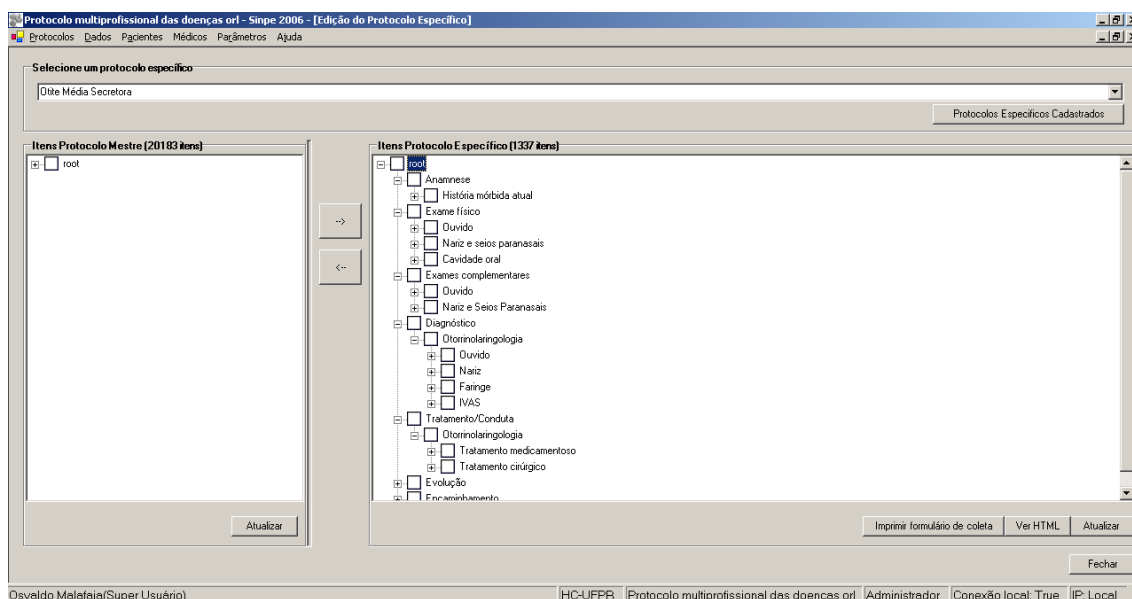 Protocolo multiprofissional das doenças orl - Sinpe 2006 - [Edição do Protocolo Específico]
Protocolos Dados Pacientes Médicos Parâmetros Ajuda
Selecione um protocolo específico
Otite Média Secretora
Protocolos Específicos Cadastrados
Itens Protocolo Mestre (20183 itens)
root
Atualizar
-->
<--
Itens Protocolo Específico (1337 itens)
root
Anamnese
História mórbida atual
Exame físico
Ouvido
Nariz e seios paranasais
Cavidade oral
Exames complementares
Ouvido
Nariz e Seios Paranasais
Diagnóstico
Otorrinolaringologia
Ouvido
Nariz
Faringe
IVAS
Tratamento/Conduta
Otorrinolaringologia
Tratamento medicamentoso
Tratamento cirúrgico
Evolução
Encaminhamento
Imprimir formulário de coleta Ver HTML Atualizar
Fechar
Osvaldo Malafaia(Super Usuário) HC-UFPR Protocolo multiprofissional das doenças orl Administrador Conexão local: True IP: Local